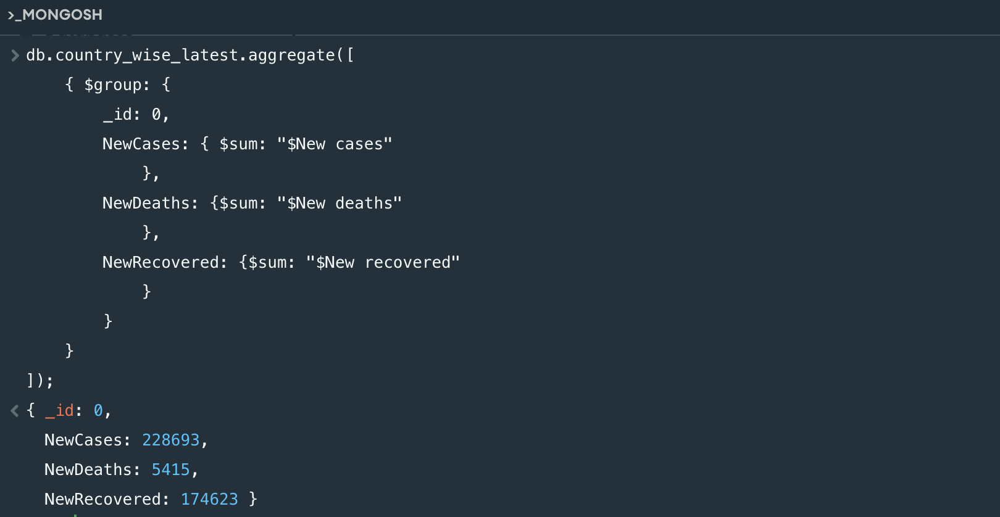 >_MONGOSH
db.country_wise_latest.aggregate([
{ $group: {
_id: 0,
NewCases: { $sum: "$New cases"
},
NewDeaths: {$sum: "$New deaths"
},
NewRecovered: {$sum: "$New recovered"
}
}
}
]);
{ _id: 0,
NewCases: 228693,
NewDeaths: 5415,
NewRecovered: 174623 }